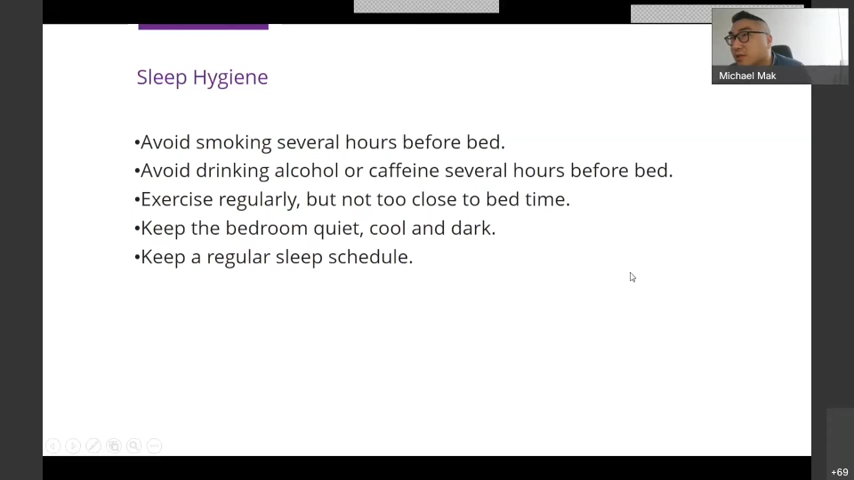 Michael Mak
Sleep Hygiene
•Avoid smoking several hours before bed.
•Avoid drinking alcohol or caffeine several hours before bed.
•Exercise regularly, but not too close to bed time.
•Keep the bedroom quiet, cool and dark.
•Keep a regular sleep schedule.
+69